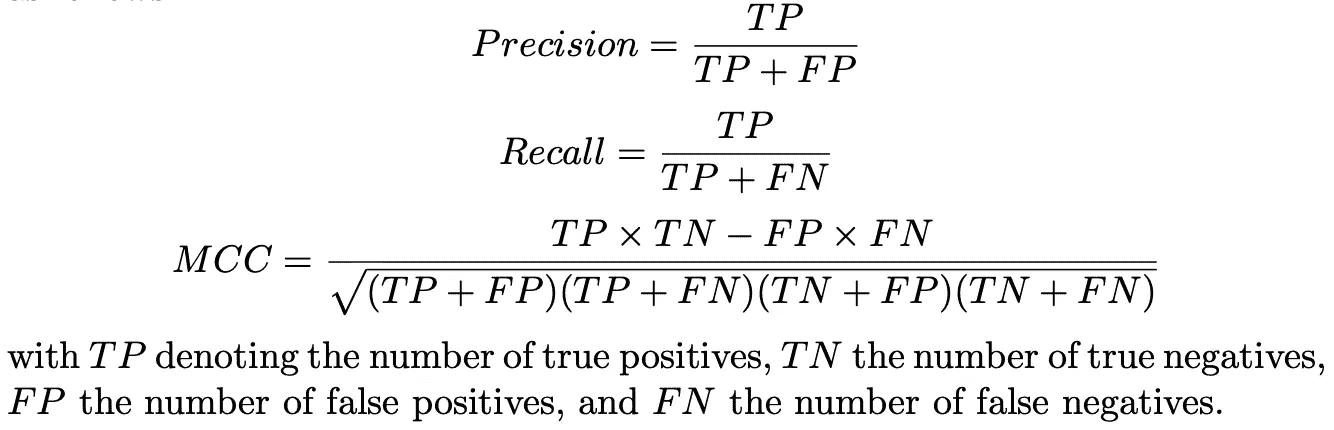 Precision = \frac{TP}{TP + FP}
Recall = \frac{TP}{TP + FN}
MCC = \frac{TP × TN − FP × FN}{\sqrt{(TP + FP)(TP + FN)(TN + FP)(TN + FN)}}
with TP denoting the number of true positives, TN the number of true negatives,
FP the number of false positives, and FN the number of false negatives.